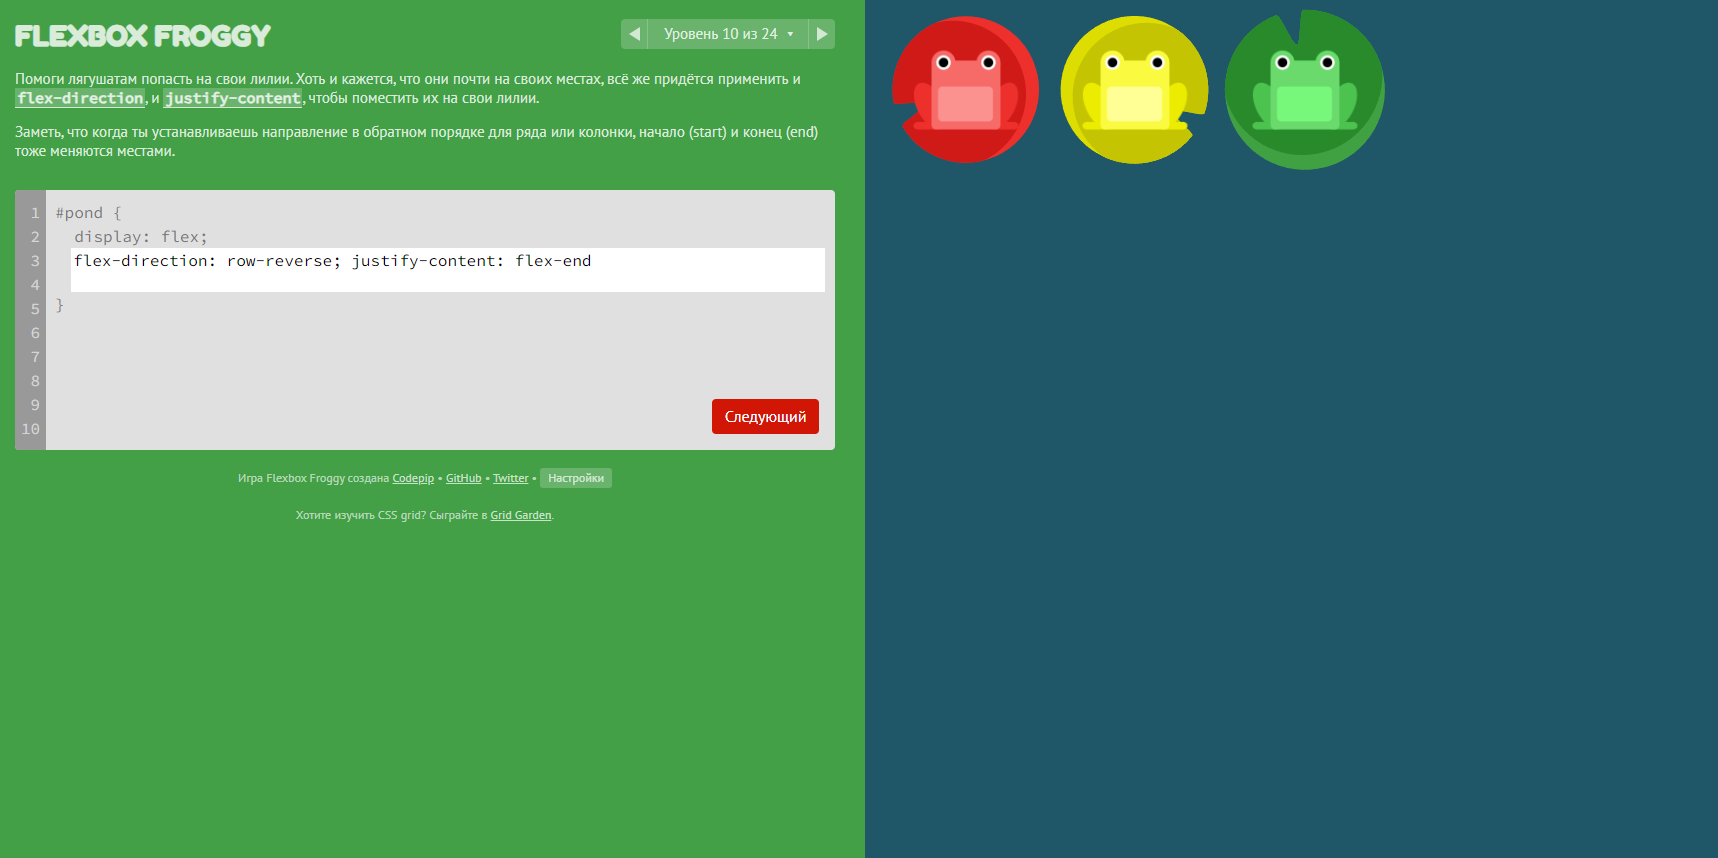 FLEXBOX FROGGY
Уровень 10 из 24
Помоги лягушатам попасть на свои лилии. Хоть и кажется, что они почти на своих местах, всё же придётся применить и
flex-direction, и justify-content, чтобы поместить их на свои лилии.
Заметь, что когда ты устанавливаешь направление в обратном порядке для ряда или колонки, начало (start) и конец (end)
тоже меняются местами.
1 #pond {
2 display: flex;
3 flex-direction: row-reverse; justify-content: flex-end
4
5 }
6
7
8
9
10
Следующий
Игра Flexbox Froggy создана Codepip • GitHub • Twitter • Настройки
Хотите изучить CSS grid? Сыграйте в Grid Garden.